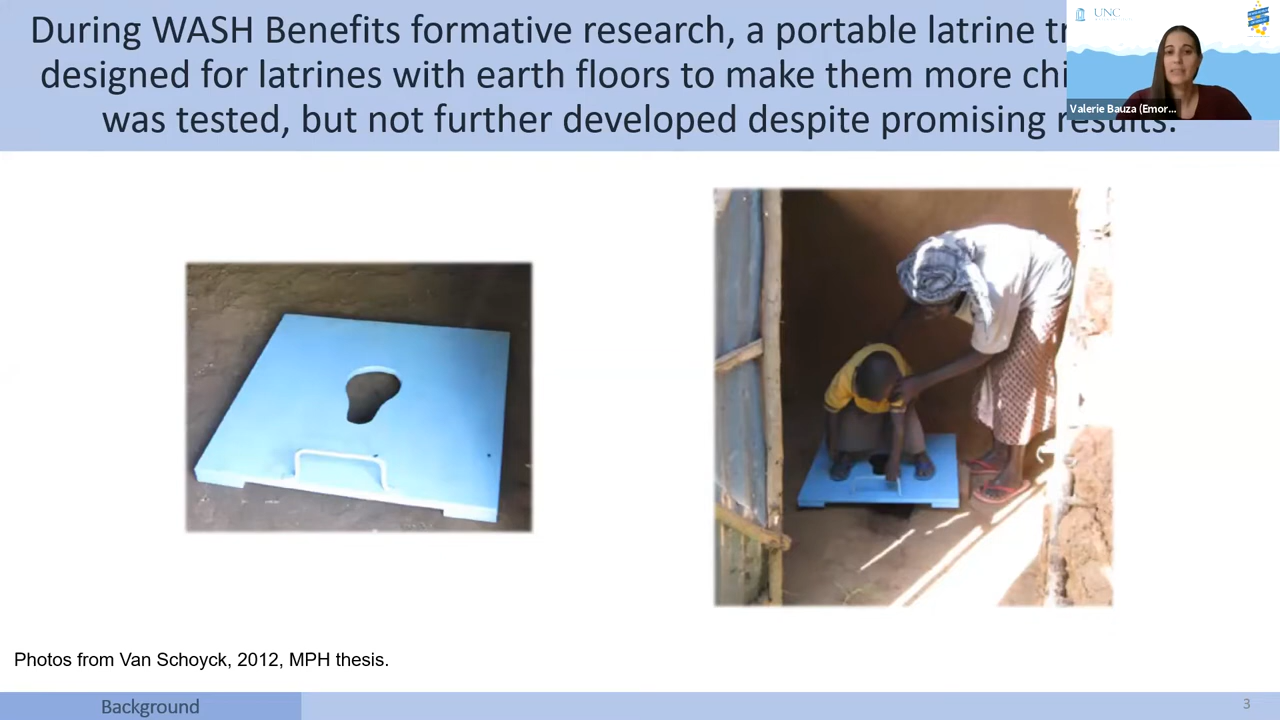 During WASH Benefits formative research, a portable latrine
designed for latrines with earth floors to make them more
was tested, but not further developed despite promising results.
UNC
Valerie Bauza (Emor...
Photos from Van Schoyck, 2012, MPH thesis.
Background
3